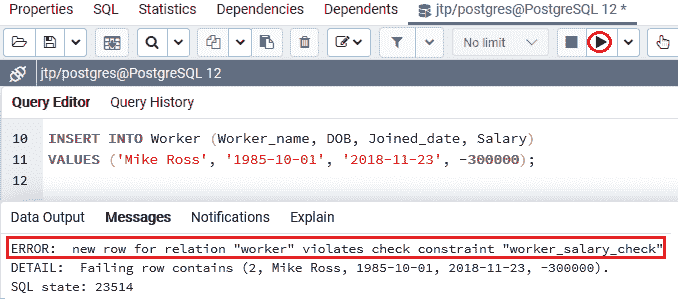 Properties SQL Statistics Dependencies Dependents jtp/postgres@PostgreSQL 12 *
No limit
jtp/postgres@PostgreSQL 12
Query Editor Query History
10 INSERT INTO Worker (Worker_name, DOB, Joined_date, Salary)
11 VALUES ('Mike Ross', '1985-10-01', '2018-11-23', -300000);
12
Data Output Messages Notifications Explain
ERROR: new row for relation "worker" violates check constraint "worker_salary_check"
DETAIL: Failing row contains (2, Mike Ross, 1985-10-01, 2018-11-23, -300000).
SQL state: 23514